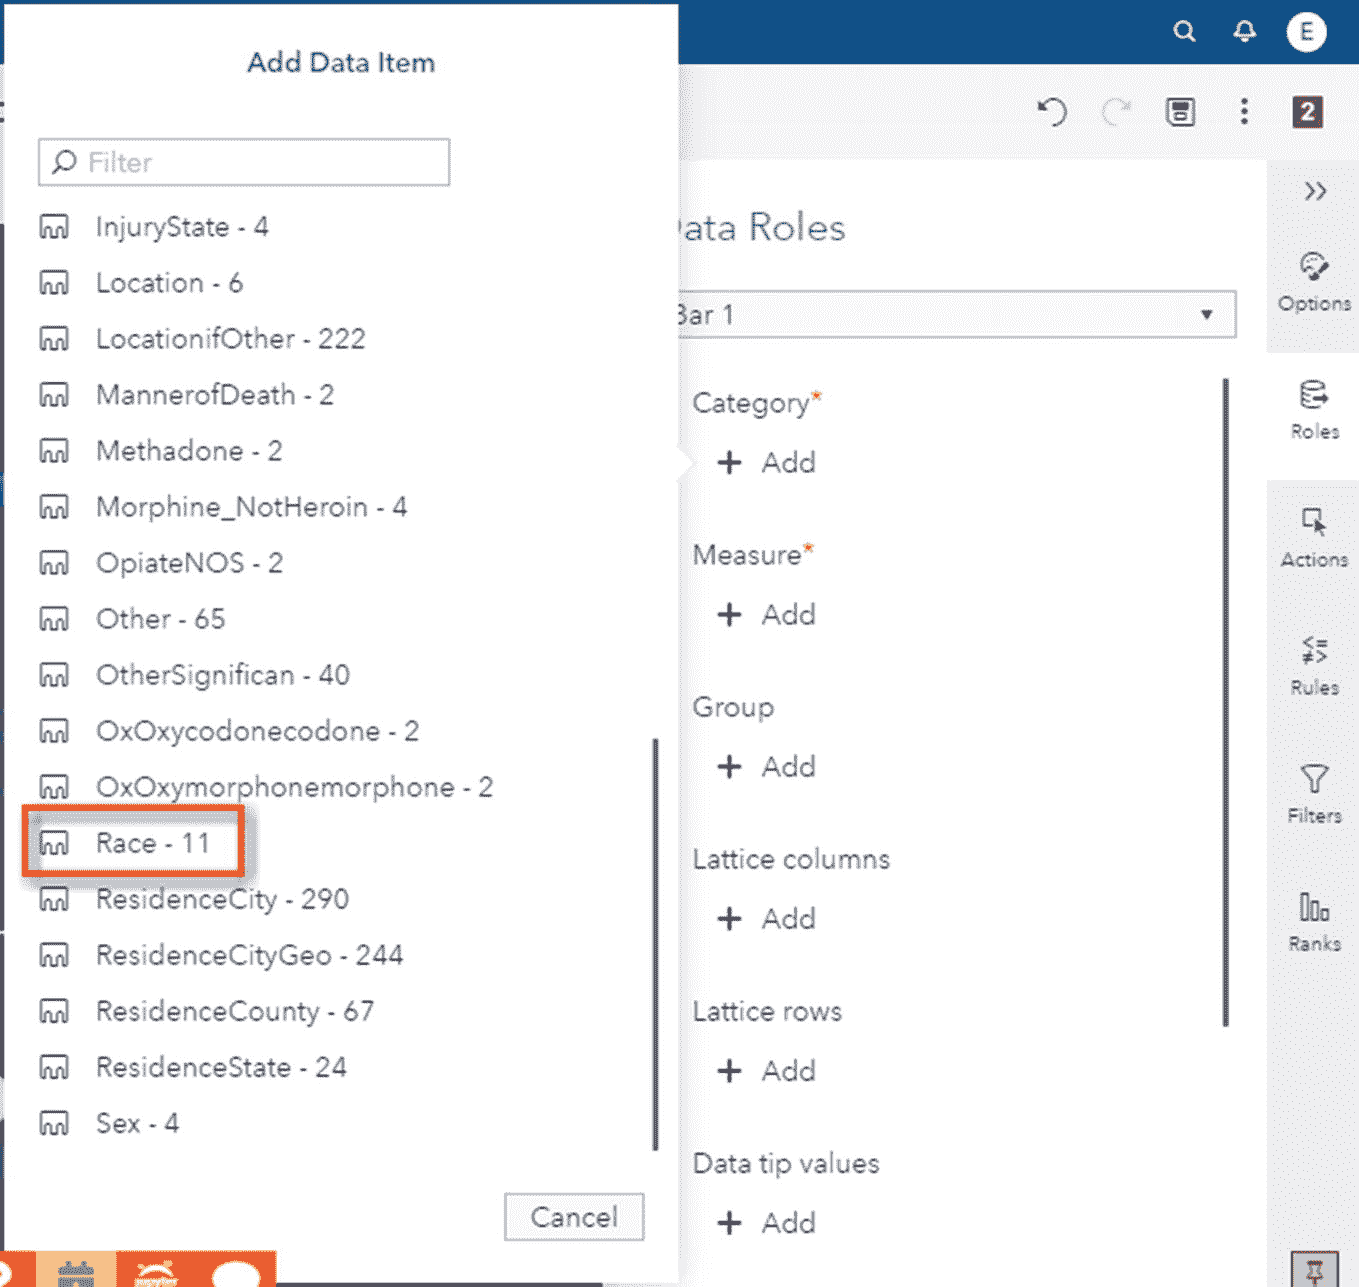 Add Data Item
Filter
InjuryState - 4
Location - 6
LocationifOther - 222
MannerofDeath - 2
Methadone - 2
Morphine_NotHeroin - 4
OpiateNOS - 2
Other - 65
OtherSignifican - 40
OxOxycodonecodone - 2
OxOxymorphonemorphone - 2
Race - 11
ResidenceCity - 290
ResidenceCityGeo - 244
ResidenceCounty - 67
ResidenceState - 24
Sex - 4
Cancel
E
2
ata Roles
Bar 1
Category*
+ Add
Measure*
+ Add
Group
+ Add
Lattice columns
+ Add
Lattice rows
+ Add
Data tip values
+ Add
Options
Roles
Actions
Rules
Filters
Ranks